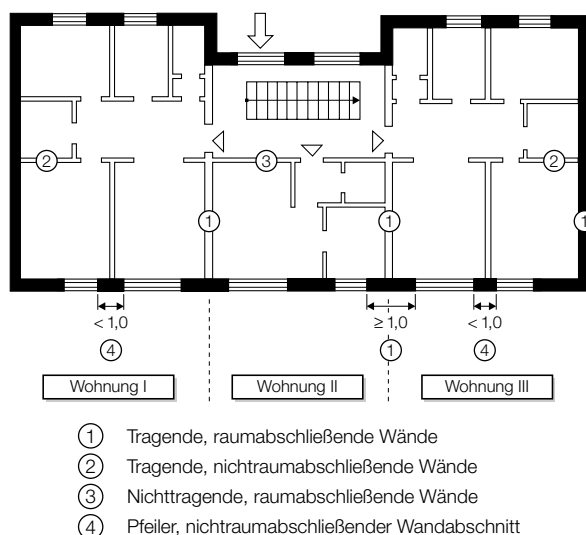 2 3 2
1 1 1
< 1,0 ≥ 1,0 < 1,0
4 1 4
Wohnung I Wohnung II Wohnung III
1 Tragende, raumabschließende Wände
2 Tragende, nichtraumabschließende Wände
3 Nichttragende, raumabschließende Wände
4 Pfeiler, nichtraumabschließender Wandabschnitt